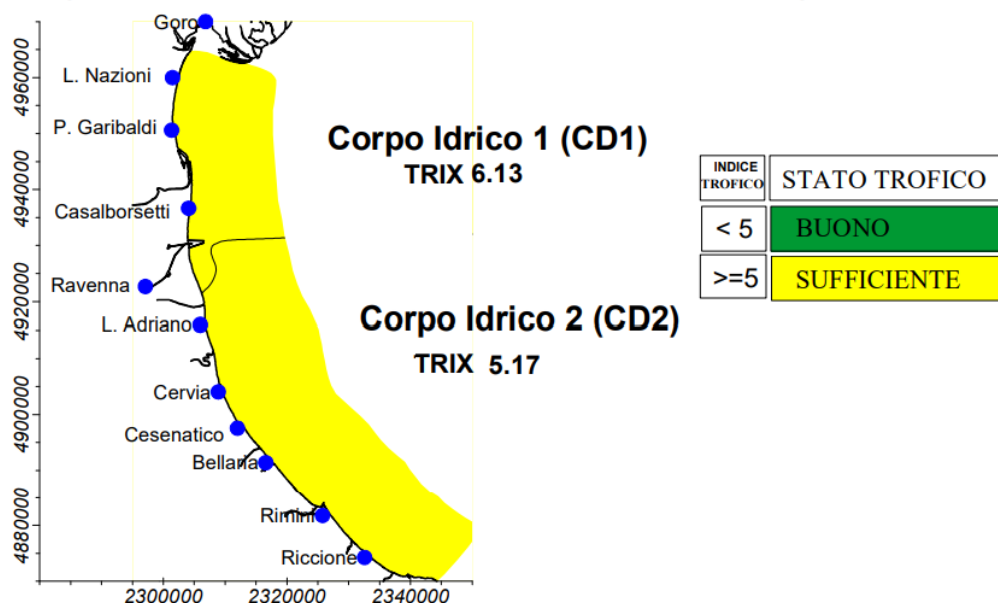 Goro
L. Nazioni
P. Garibaldi
Casalborsetti
Ravenna
L. Adriano
Cervia
Cesenatico
Bellaria
Rimini
Riccione
4960000
4940000
4920000
4900000
4880000
2300000
2320000
2340000
Corpo Idrico 1 (CD1)
TRIX 6.13
Corpo Idrico 2 (CD2)
TRIX 5.17
INDICE
TROFICO
STATO TROFICO
< 5
BUONO
>=5
SUFFICIENTE